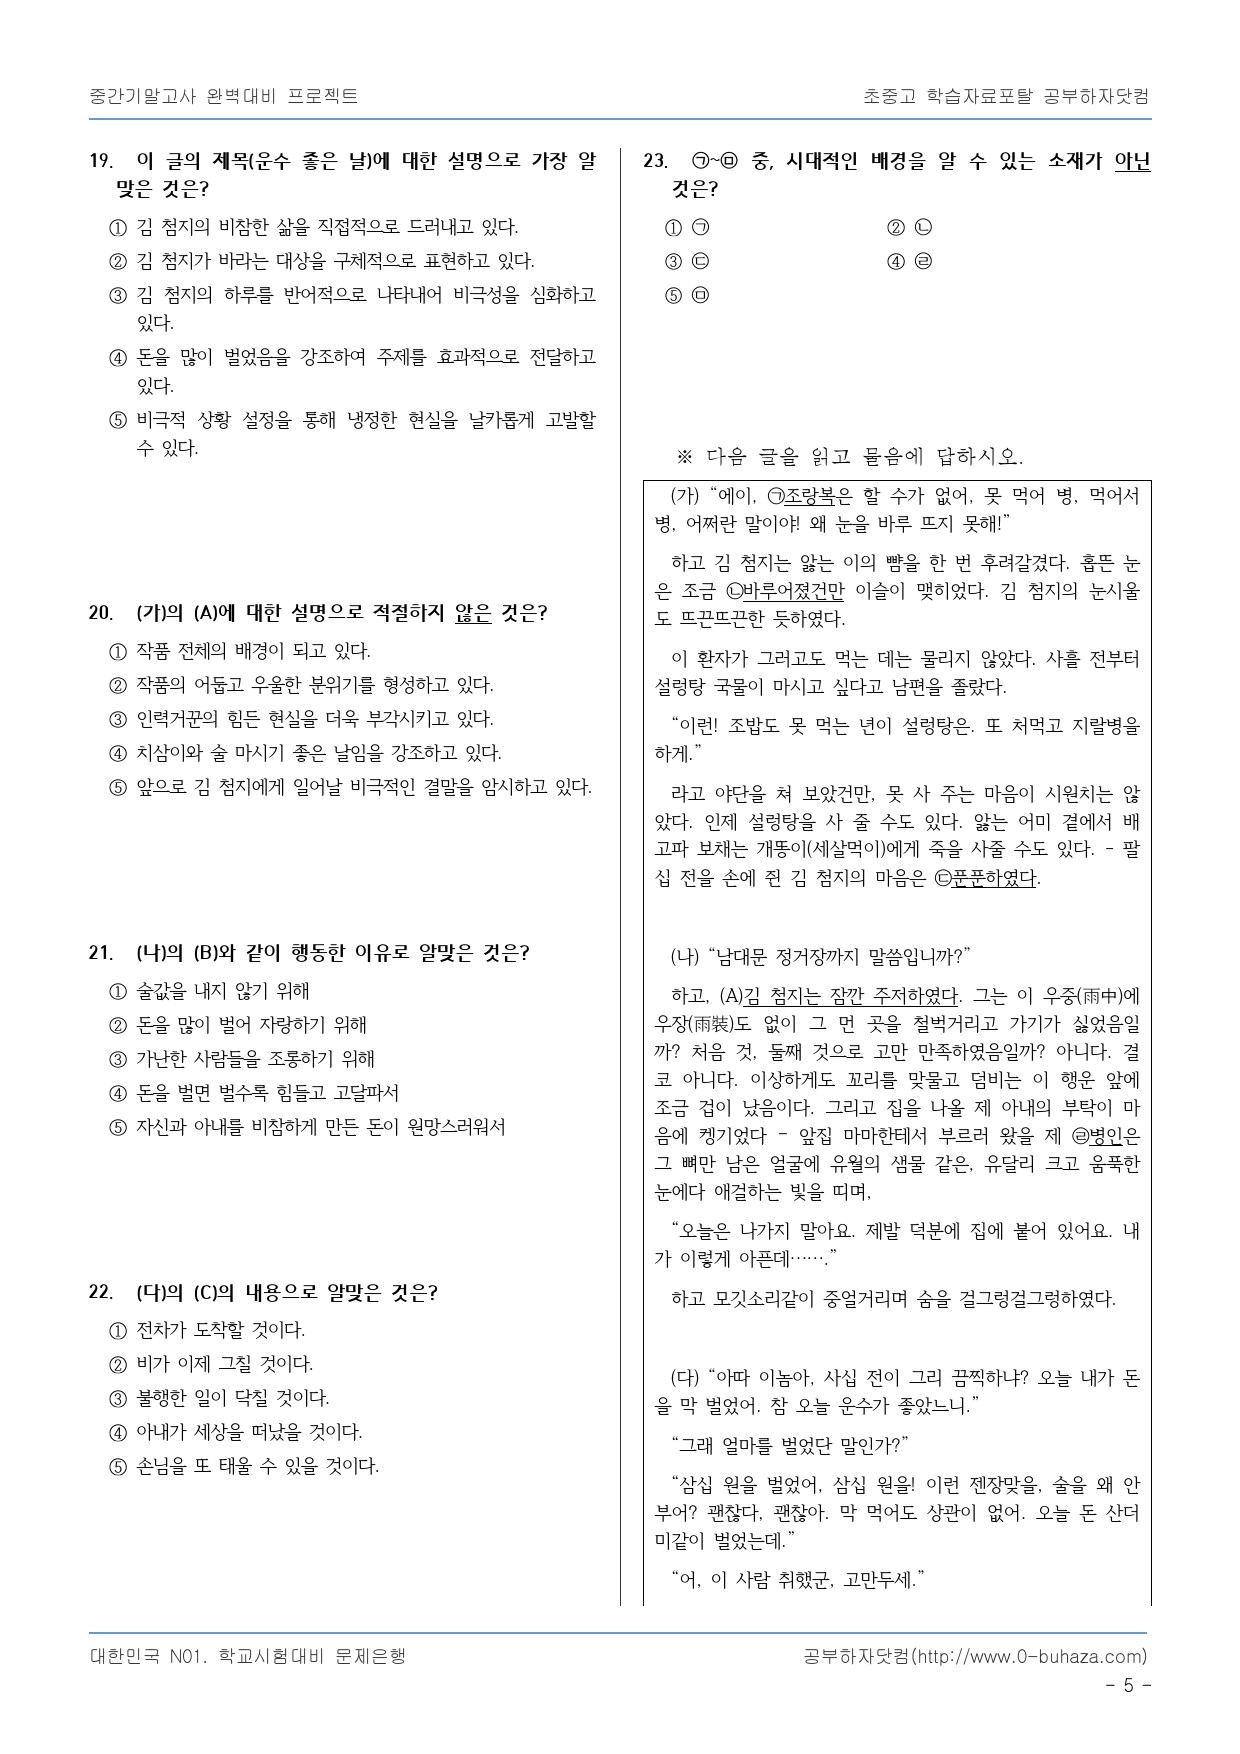 중간기말고사 완벽대비 프로젝트
초중고 학습자료포탈 공부하자닷컴
19. 이 글의 제목(운수 좋은 날)에 대한 설명으로 가장 알
맞은 것은?
① 김 첨지의 비참한 삶을 직접적으로 드러내고 있다.
② 김 첨지가 바라는 대상을 구체적으로 표현하고 있다.
③ 김 첨지의 하루를 반어적으로 나타내어 비극성을 심화하고
있다.
④ 돈을 많이 벌었음을 강조하여 주제를 효과적으로 전달하고
있다.
⑤ 비극적 상황 설정을 통해 냉정한 현실을 날카롭게 고발할
수 있다.
20. (가)의 (A)에 대한 설명으로 적절하지 않은 것은?
① 작품 전체의 배경이 되고 있다.
② 작품의 어둡고 우울한 분위기를 형성하고 있다.
③ 인력거꾼의 힘든 현실을 더욱 부각시키고 있다.
④ 치삼이와 술 마시기 좋은 날임을 강조하고 있다.
⑤ 앞으로 김 첨지에게 일어날 비극적인 결말을 암시하고 있다.
21. (나)의 (B)와 같이 행동한 이유로 알맞은 것은?
① 술값을 내지 않기 위해
② 돈을 많이 벌어 자랑하기 위해
③ 가난한 사람들을 조롱하기 위해
④ 돈을 벌면 벌수록 힘들고 고달파서
⑤ 자신과 아내를 비참하게 만든 돈이 원망스러워서
22. (다)의 (C)의 내용으로 알맞은 것은?
① 전차가 도착할 것이다.
② 비가 이제 그칠 것이다.
③ 불행한 일이 닥칠 것이다.
④ 아내가 세상을 떠났을 것이다.
⑤ 손님을 또 태울 수 있을 것이다.
23. ㉠~㉤ 중, 시대적인 배경을 알 수 있는 소재가 아닌
것은?
① ㉠ ② ㉡
③ ㉢ ④ ㉣
⑤ ㉤
※ 다음 글을 읽고 물음에 답하시오.
(가) “에이, ㉠조랑복은 할 수가 없어, 못 먹어 병, 먹어서
병, 어쩌란 말이야! 왜 눈을 바루 뜨지 못해!”
하고 김 첨지는 앓는 이의 뺨을 한 번 후려갈겼다. 홉뜬 눈
은 조금 ㉡바루어졌건만 이슬이 맺히었다. 김 첨지의 눈시울
도 뜨끈뜨끈한 듯하였다.
이 환자가 그러고도 먹는 데는 물리지 않았다. 사흘 전부터
설렁탕 국물이 마시고 싶다고 남편을 졸랐다.
“이런! 조밥도 못 먹는 년이 설렁탕은. 또 처먹고 지랄병을
하게.”
라고 야단을 쳐 보았건만, 못 사 주는 마음이 시원치는 않
았다. 인제 설렁탕을 사 줄 수도 있다. 앓는 어미 곁에서 배
고파 보채는 개똥이(세살먹이)에게 죽을 사줄 수도 있다. - 팔
십 전을 손에 쥔 김 첨지의 마음은 ㉢푼푼하였다.
(나) “남대문 정거장까지 말씀입니까?”
하고, (A)김 첨지는 잠깐 주저하였다. 그는 이 우중(雨中)에
우장(雨裝)도 없이 그 먼 곳을 철벅거리고 가기가 싫었음일
까? 처음 것, 둘째 것으로 고만 만족하였음일까? 아니다. 결
코 아니다. 이상하게도 꼬리를 맞물고 덤비는 이 행운 앞에
조금 겁이 났음이다. 그리고 집을 나올 제 아내의 부탁이 마
음에 켕기었다 - 앞집 마마한테서 부르러 왔을 제 ㉣병인은
그 뼈만 남은 얼굴에 유월의 샘물 같은, 유달리 크고 움푹한
눈에다 애걸하는 빛을 띠며,
“오늘은 나가지 말아요. 제발 덕분에 집에 붙어 있어요. 내
가 이렇게 아픈데…….”
하고 모깃소리같이 중얼거리며 숨을 걸그렁걸그렁하였다.
(다) “아따 이놈아, 사십 전이 그리 끔찍하냐? 오늘 내가 돈
을 막 벌었어. 참 오늘 운수가 좋았느니.”
“그래 얼마를 벌었단 말인가?”
“삼십 원을 벌었어, 삼십 원을! 이런 젠장맞을, 술을 왜 안
부어? 괜찮다, 괜찮아. 막 먹어도 상관이 없어. 오늘 돈 산더
미같이 벌었는데.”
“어, 이 사람 취했군, 고만두세.”
대한민국 N01. 학교시험대비 문제은행
공부하자닷컴(http://www.0-buhaza.com)
- 5 -